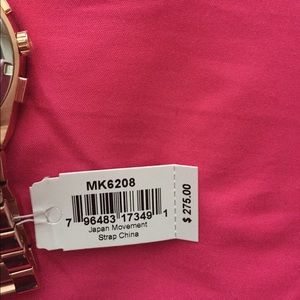 MK6208
7 96483 17349 1
Japan Movement
Strap China
$ 275.00